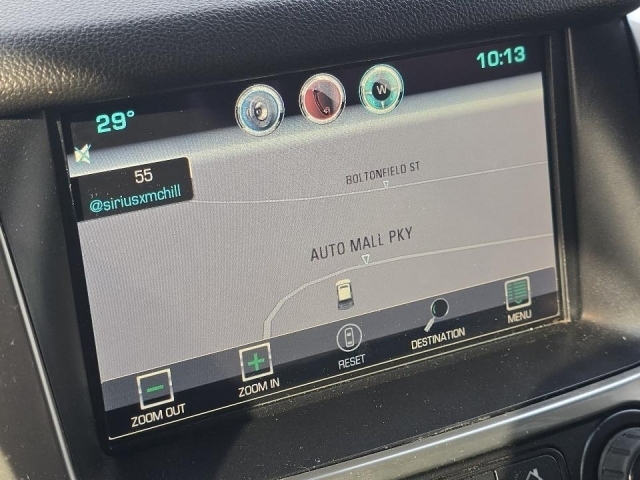 10:13
29°
W
55
@siriusxmchill
BOLTONFIELD ST
AUTO MALL PKY
ZOOM OUT
ZOOM IN
RESET
DESTINATION
MENU